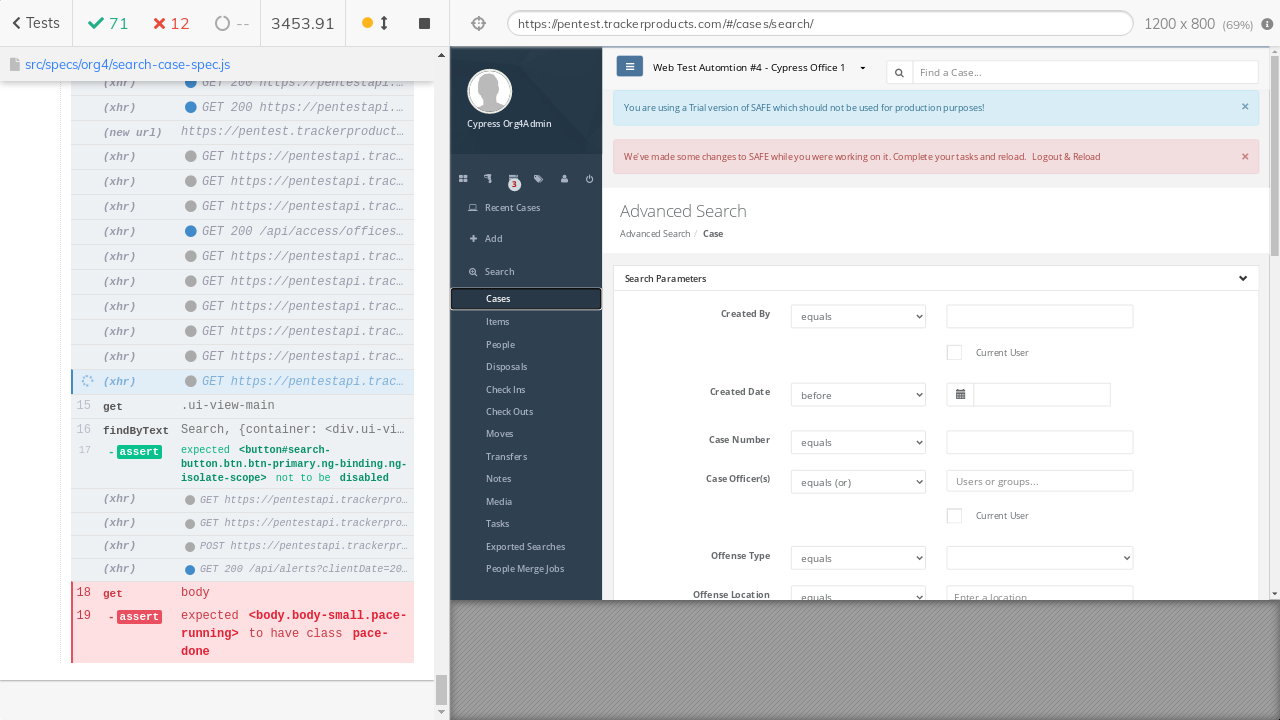 Tests
71
12
--
3453.91
https://pentest.trackerproducts.com/#/cases/search/
1200 x 800 (69%)
src/specs/org4/search-case-spec.js
(xhr) GET 200 https://pentestapi.…
(xhr) GET 200 https://pentestapi.…
(new url) https://pentest.trackerproduct…
(xhr) GET https://pentestapi.trac…
(xhr) GET https://pentestapi.trac…
(xhr) GET https://pentestapi.trac…
(xhr) GET 200 /api/access/offices…
(xhr) GET https://pentestapi.trac…
(xhr) GET https://pentestapi.trac…
(xhr) GET https://pentestapi.trac…
(xhr) GET https://pentestapi.trac…
(xhr) GET https://pentestapi.trac…
(xhr) GET https://pentestapi.trac…
15 get .ui-view-main
16 findByText Search, {container: <div.ui-vi…
17 - assert expected <button#search-
button.btn.btn-primary.ng-binding.ng-
isolate-scope> not to be disabled
(xhr) GET https://pentestapi.trackerpro…
(xhr) GET https://pentestapi.trackerpro…
(xhr) POST https://pentestapi.trackerpr…
(xhr) GET 200 /api/alerts?clientDate=20…
18 get body
19 - assert expected <body.body-small.pace-
running> to have class pace-
done
Cypress Org4Admin
3
Recent Cases
Add
Search
Cases
Items
People
Disposals
Check Ins
Check Outs
Moves
Transfers
Notes
Media
Tasks
Exported Searches
People Merge Jobs
Web Test Automtion #4 - Cypress Office 1
Find a Case...
You are using a Trial version of SAFE which should not be used for production purposes!
×
We've made some changes to SAFE while you were working on it. Complete your tasks and reload. Logout & Reload
×
Advanced Search
Advanced Search / Case
Search Parameters
Created By equals
Current User
Created Date before
Case Number equals
Case Officer(s) equals (or) Users or groups...
Current User
Offense Type equals
Offense Location equals Enter a location